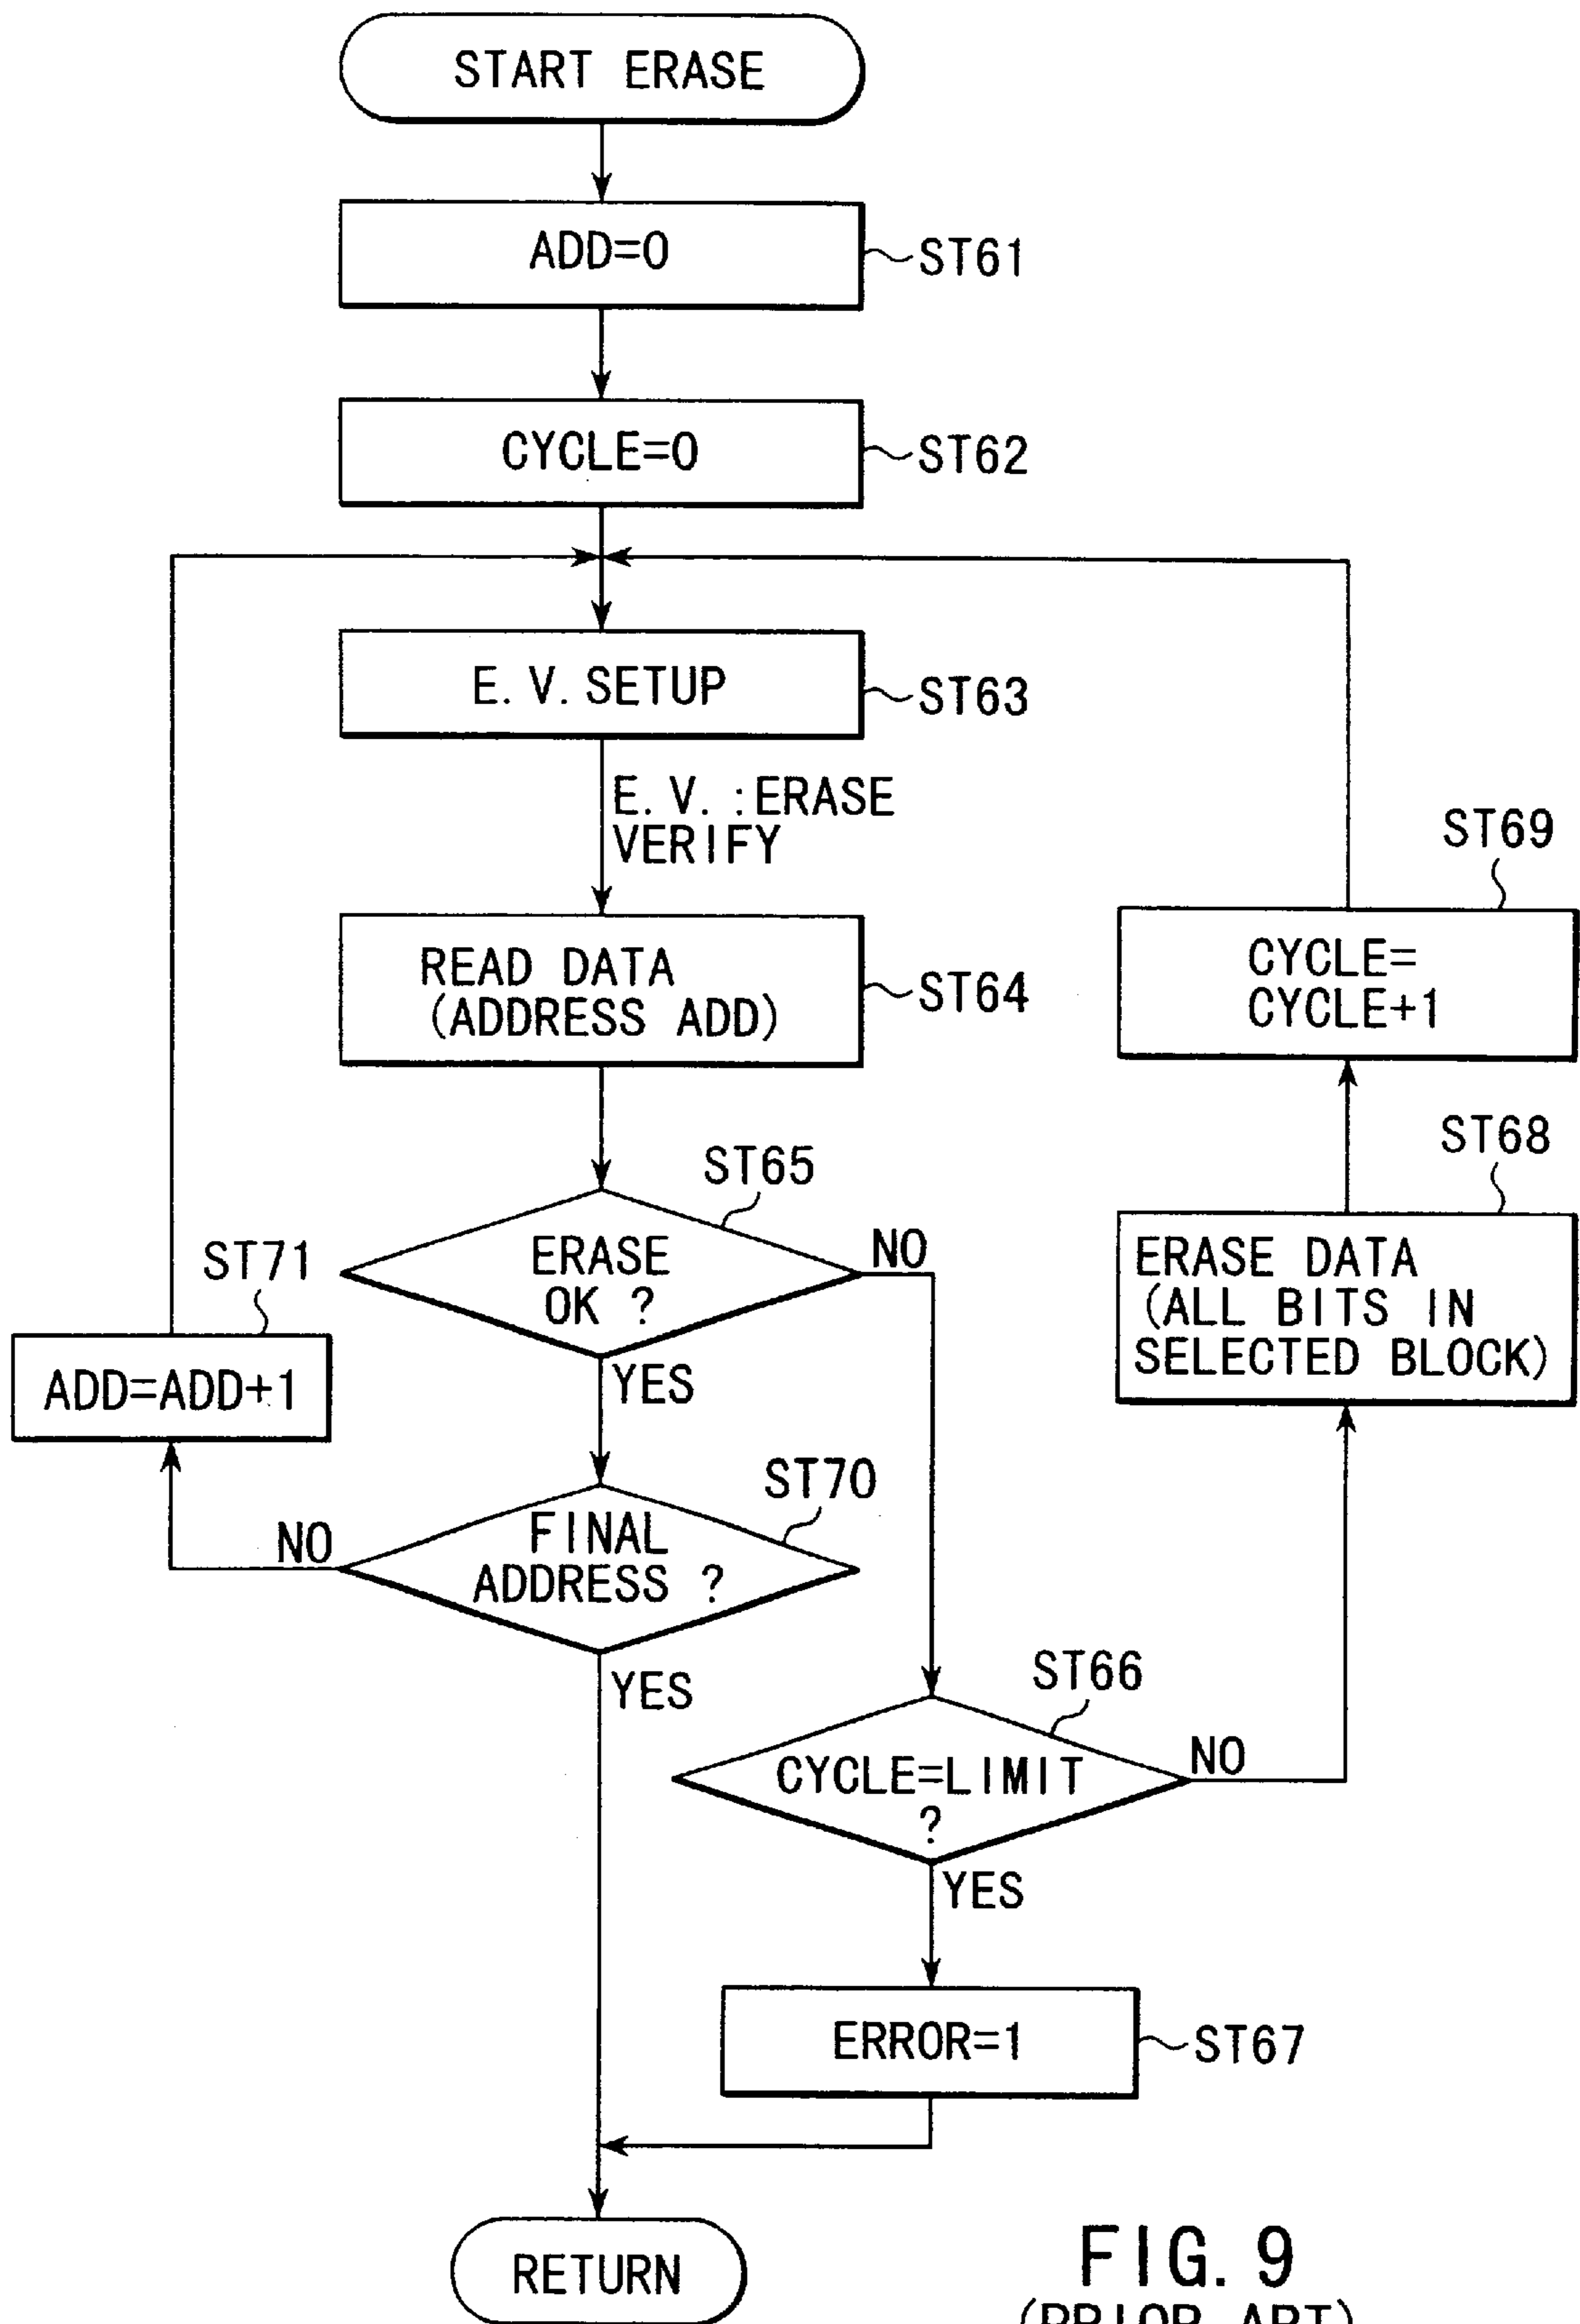 START ERASE
ADD=0
ST61
CYCLE=0
ST62
E. V. SETUP
ST63
E. V. :ERASE
VERIFY
READ DATA
(ADDRESS ADD)
ST64
ST65
ERASE
OK ?
NO
YES
ST71
ADD=ADD+1
ST70
FINAL
ADDRESS ?
NO
YES
ST66
CYCLE=LIMIT
?
NO
YES
ERROR=1
ST67
ST68
ERASE DATA
(ALL BITS IN
SELECTED BLOCK)
ST69
CYCLE=
CYCLE+1
RETURN
FIG. 9
(PRIOR ART)